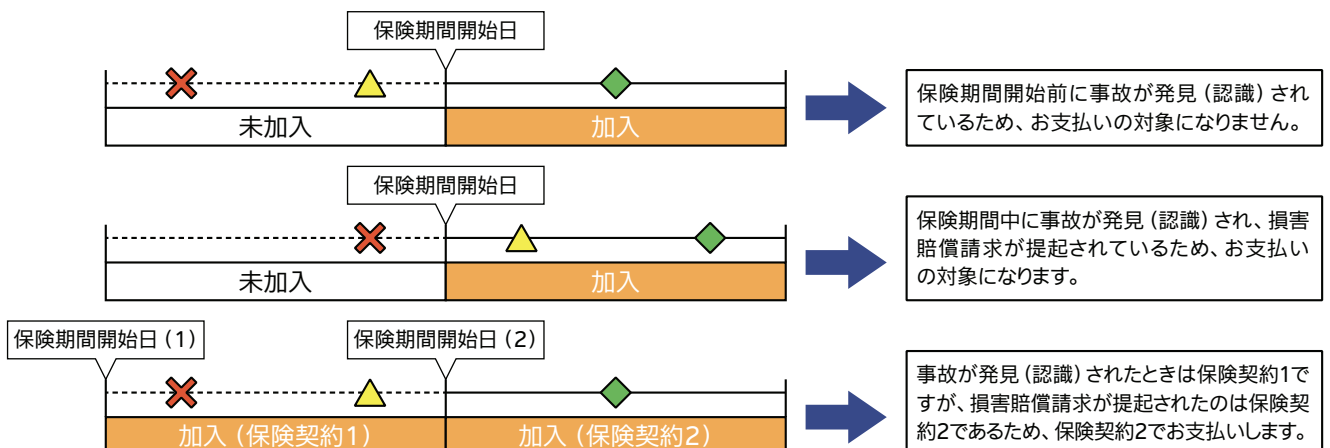 保険期間開始日
未加入
加入
保険期間開始前に事故が発見（認識）され
ているため、お支払いの対象になりません。
保険期間開始日
未加入
加入
保険期間中に事故が発見（認識）され、損害
賠償請求が提起されているため、お支払い
の対象になります。
保険期間開始日（1）
保険期間開始日（2）
加入（保険契約1）
加入（保険契約2）
事故が発見（認識）されたときは保険契約1で
すが、損害賠償請求が提起されたのは保険契
約2であるため、保険契約2でお支払いします。